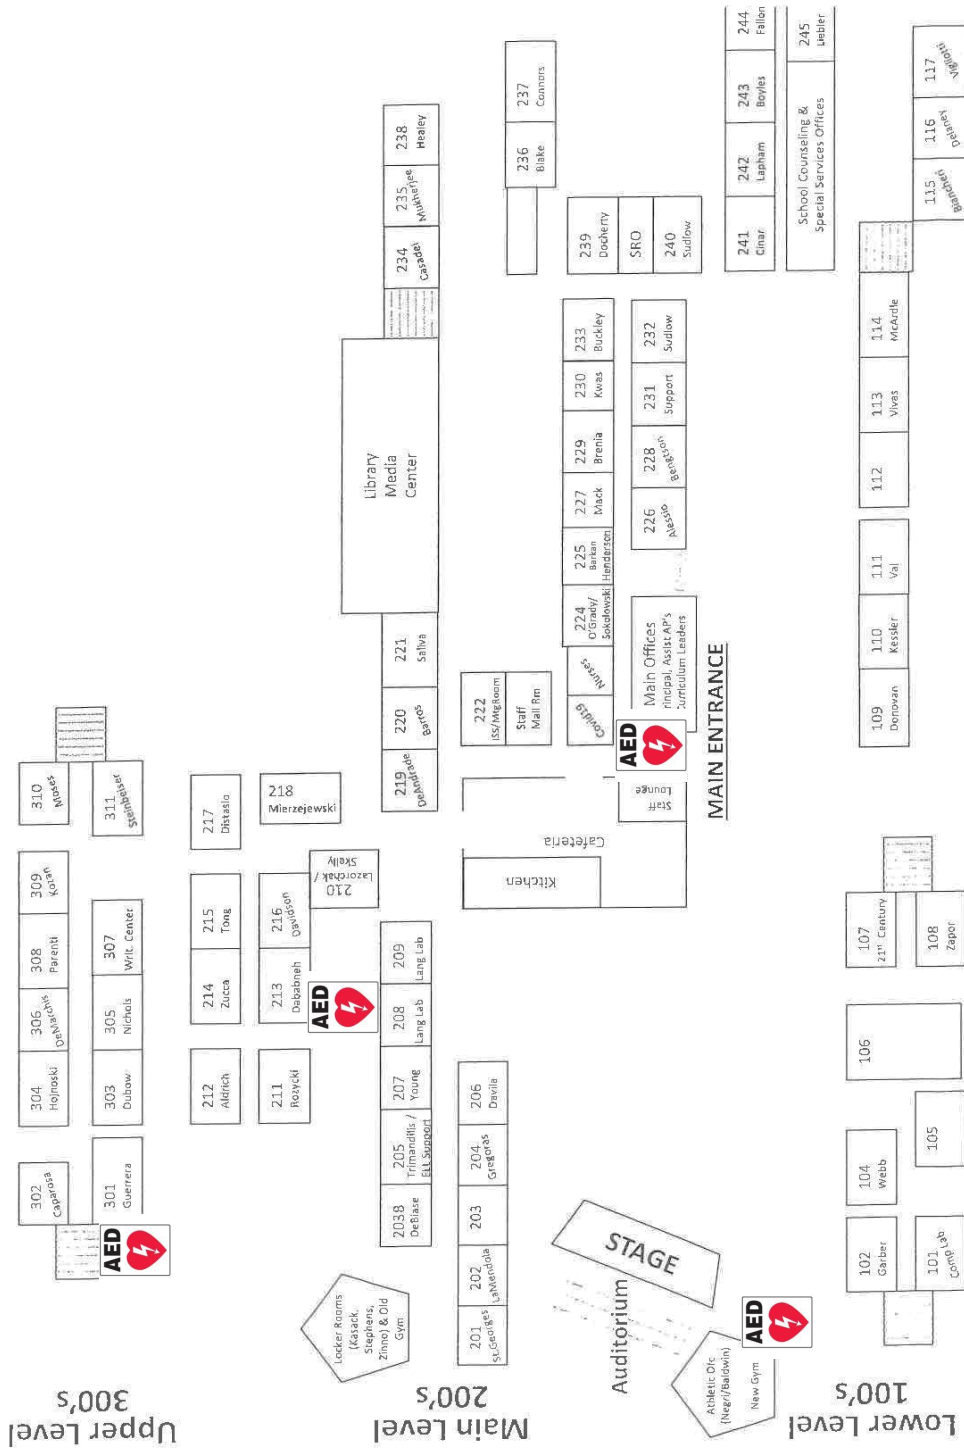 Upper Level
300's
302
Caparosa
304
Hojnoski
306
DeMarchis
308
Parenti
309
Kozan
310
Moses
301
Guerrera
303
Dubow
305
Nichols
307
Writ. Center
311
Steinbeiser
AED
Main Level
200's
212
Aldrich
214
Zucca
215
Tong
217
Distasio
211
Rozycki
213
Dababneh
216
Davidson
218
Mierzejewski
AED
210
Lazorchak /
Skelly
Locker Rooms
(Kasack,
Stephens,
Zinno) & Old
Gym
203B
DeBiase
205
Trimanditis /
ELL Support
207
Young
208
Lang Lab
209
Lang Lab
219
DeAndrade
220
Barros
221
Saliva
Library
Media
Center
234
Casadei
235
Mukherjee
238
Healey
201
St.Georges
202
LaMendola
203
204
Gregoras
206
Davila
Kitchen
Cafeteria
Staff
Lounge
222
ISS/MtgRoom
Staff
Mail Rm
236
Blake
237
Connors
Covid19
Nurses
224
O'Grady/
Sokolowski
225
Barkan
Henderson
227
Mack
229
Brenia
230
Kwas
233
Buckley
239
Docherty
SRO
240
Sudlow
AED
Main Offices
rincipal, Assist AP's
Curriculum Leaders
226
Alessio
228
Bengtson
231
Support
232
Sudlow
MAIN ENTRANCE
241
Cinar
242
Lapham
243
Boyles
244
Fallon
School Counseling &
Special Services Offices
245
Liebler
Auditorium
STAGE
Athletic Ofc
(Negri/Baldwin)
New Gym
AED
Lower Level
100's
102
Garber
104
Webb
106
107
21st Century
109
Donovan
110
Kessler
111
Val
112
113
Vivas
114
McArdle
101
Comp Lab
105
108
Zapor
115
Bianchen
116
Delaney
117
Vigliotti